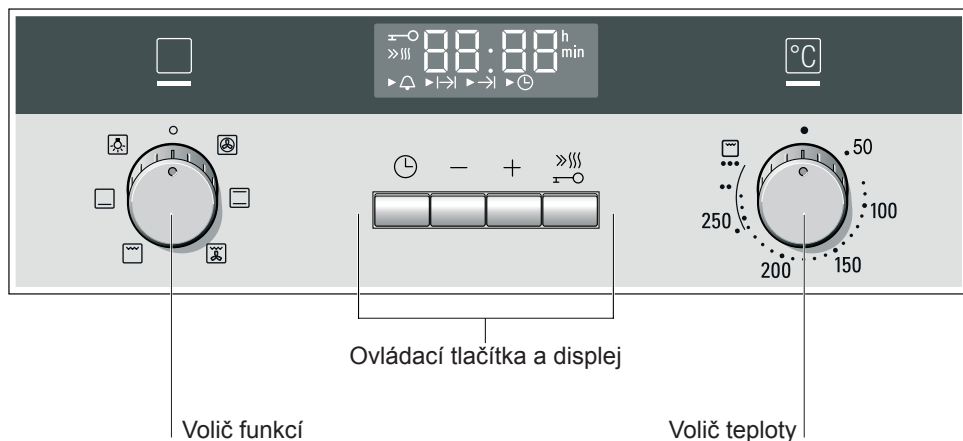 88:88 h
min
°C
50
100
150
200
250
− +
Ovládací tlačítka a displej
Volič funkcí
Volič teploty